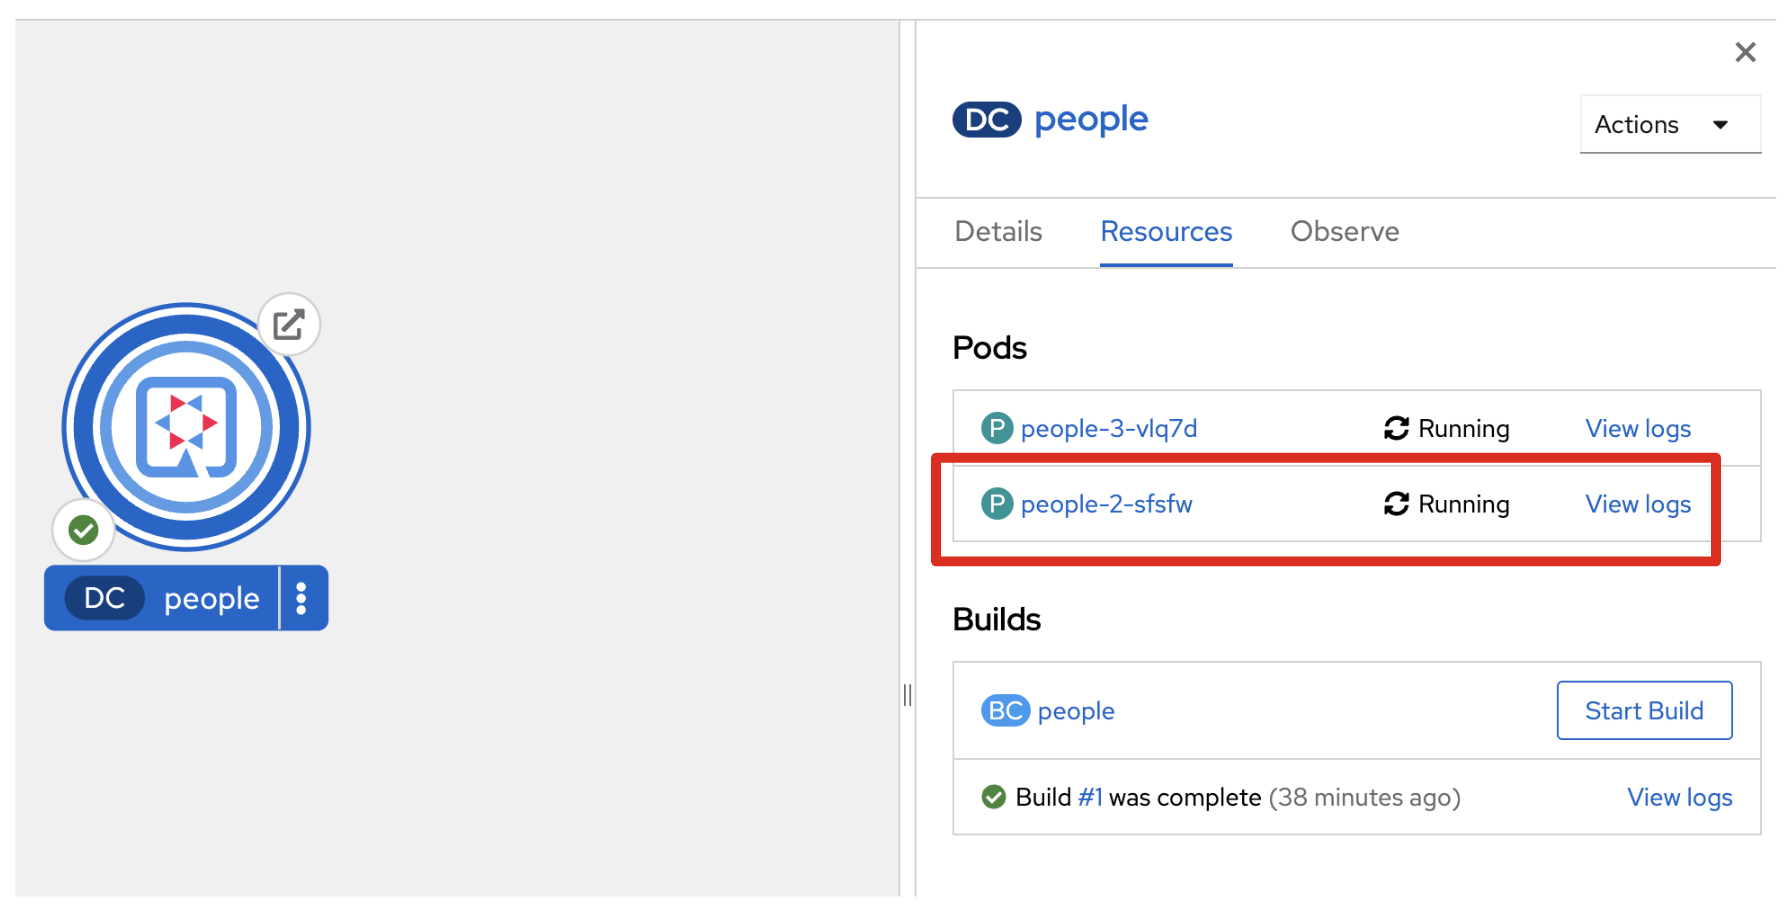 DC people
DC people
Actions
Details Resources Observe
Pods
P people-3-vlq7d Running View logs
P people-2-sfsfw Running View logs
Builds
BC people Start Build
Build #1 was complete (38 minutes ago) View logs